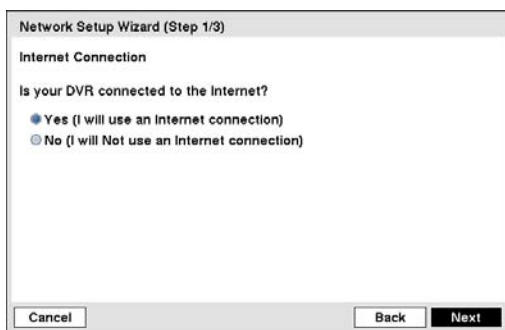 Network Setup Wizard (Step 1/3)
Internet Connection
Is your DVR connected to the Internet?
Yes (I will use an Internet connection)
No (I will Not use an Internet connection)
Cancel Back Next